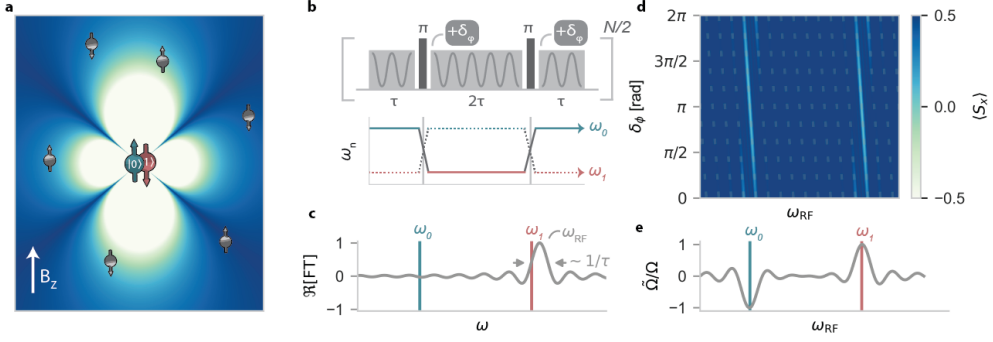 a
|0⟩ |1⟩
B_z
b
N/2
π +δ_φ π +δ_φ
τ 2τ τ
ω_n
ω_0
ω_1
c
ω_0 ω_1
ω_RF
ℜ[FT]
1
0
−1
~ 1/τ
ω
d
δ_ϕ [rad]
2π
3π/2
π
π/2
0
ω_RF
0.5
0.0
−0.5
⟨S_x⟩
e
ω_0 ω_1
Ω̃/Ω
1
0
−1
ω_RF